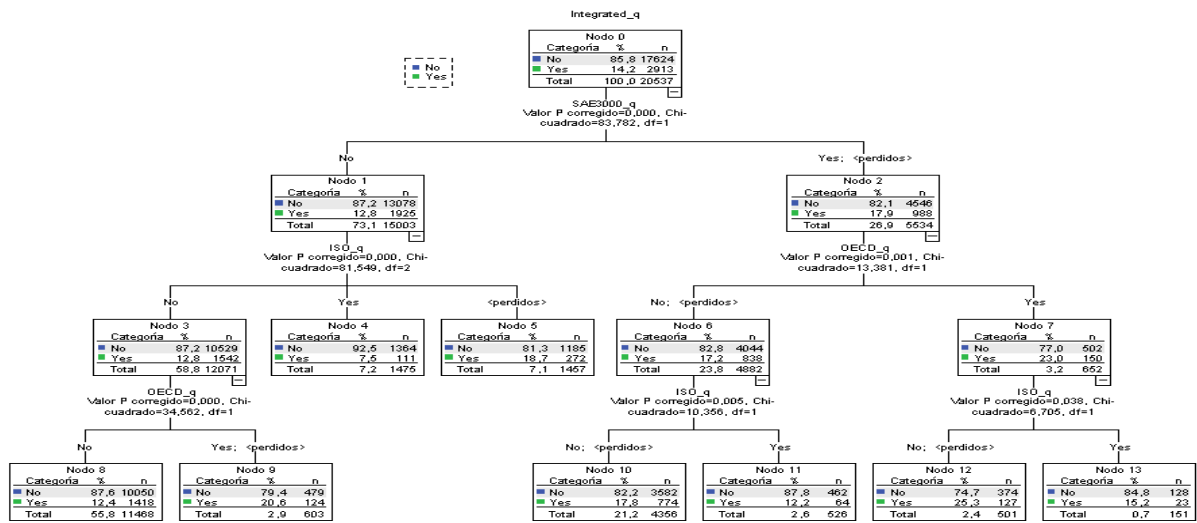 Integrated_q
No
Yes
Nodo 0
Categoría % n
No 85,8 17624
Yes 14,2 2913
Total 100,0 20537
SAE3000_q
Valor P corregido=0,000, Chi-
cuadrado=83,782, df=1
No
Yes; <perdidos>
Nodo 1
Categoría % n
No 87,2 13078
Yes 12,8 1925
Total 73,1 15003
ISO_q
Valor P corregido=0,000, Chi-
cuadrado=81,549, df=2
Nodo 2
Categoría % n
No 82,1 4546
Yes 17,9 988
Total 26,9 5534
OECD_q
Valor P corregido=0,001, Chi-
cuadrado=13,381, df=1
No
Yes
<perdidos>
No; <perdidos>
Yes
Nodo 3
Categoría % n
No 87,2 10529
Yes 12,8 1542
Total 58,8 12071
OECD_q
Valor P corregido=0,000, Chi-
cuadrado=34,562, df=1
Nodo 4
Categoría % n
No 92,5 1364
Yes 7,5 111
Total 7,2 1475
Nodo 5
Categoría % n
No 81,3 1185
Yes 18,7 272
Total 7,1 1457
Nodo 6
Categoría % n
No 82,8 4044
Yes 17,2 838
Total 23,8 4882
ISO_q
Valor P corregido=0,005, Chi-
cuadrado=10,356, df=1
Nodo 7
Categoría % n
No 77,0 502
Yes 23,0 150
Total 3,2 652
ISO_q
Valor P corregido=0,038, Chi-
cuadrado=6,705, df=1
No
Yes; <perdidos>
No; <perdidos>
Yes
No; <perdidos>
Yes
Nodo 8
Categoría % n
No 87,6 10050
Yes 12,4 1418
Total 55,8 11468
Nodo 9
Categoría % n
No 79,4 479
Yes 20,6 124
Total 2,9 603
Nodo 10
Categoría % n
No 82,2 3582
Yes 17,8 774
Total 21,2 4356
Nodo 11
Categoría % n
No 87,8 462
Yes 12,2 64
Total 2,6 526
Nodo 12
Categoría % n
No 74,7 374
Yes 25,3 127
Total 2,4 501
Nodo 13
Categoría % n
No 84,8 128
Yes 15,2 23
Total 0,7 151